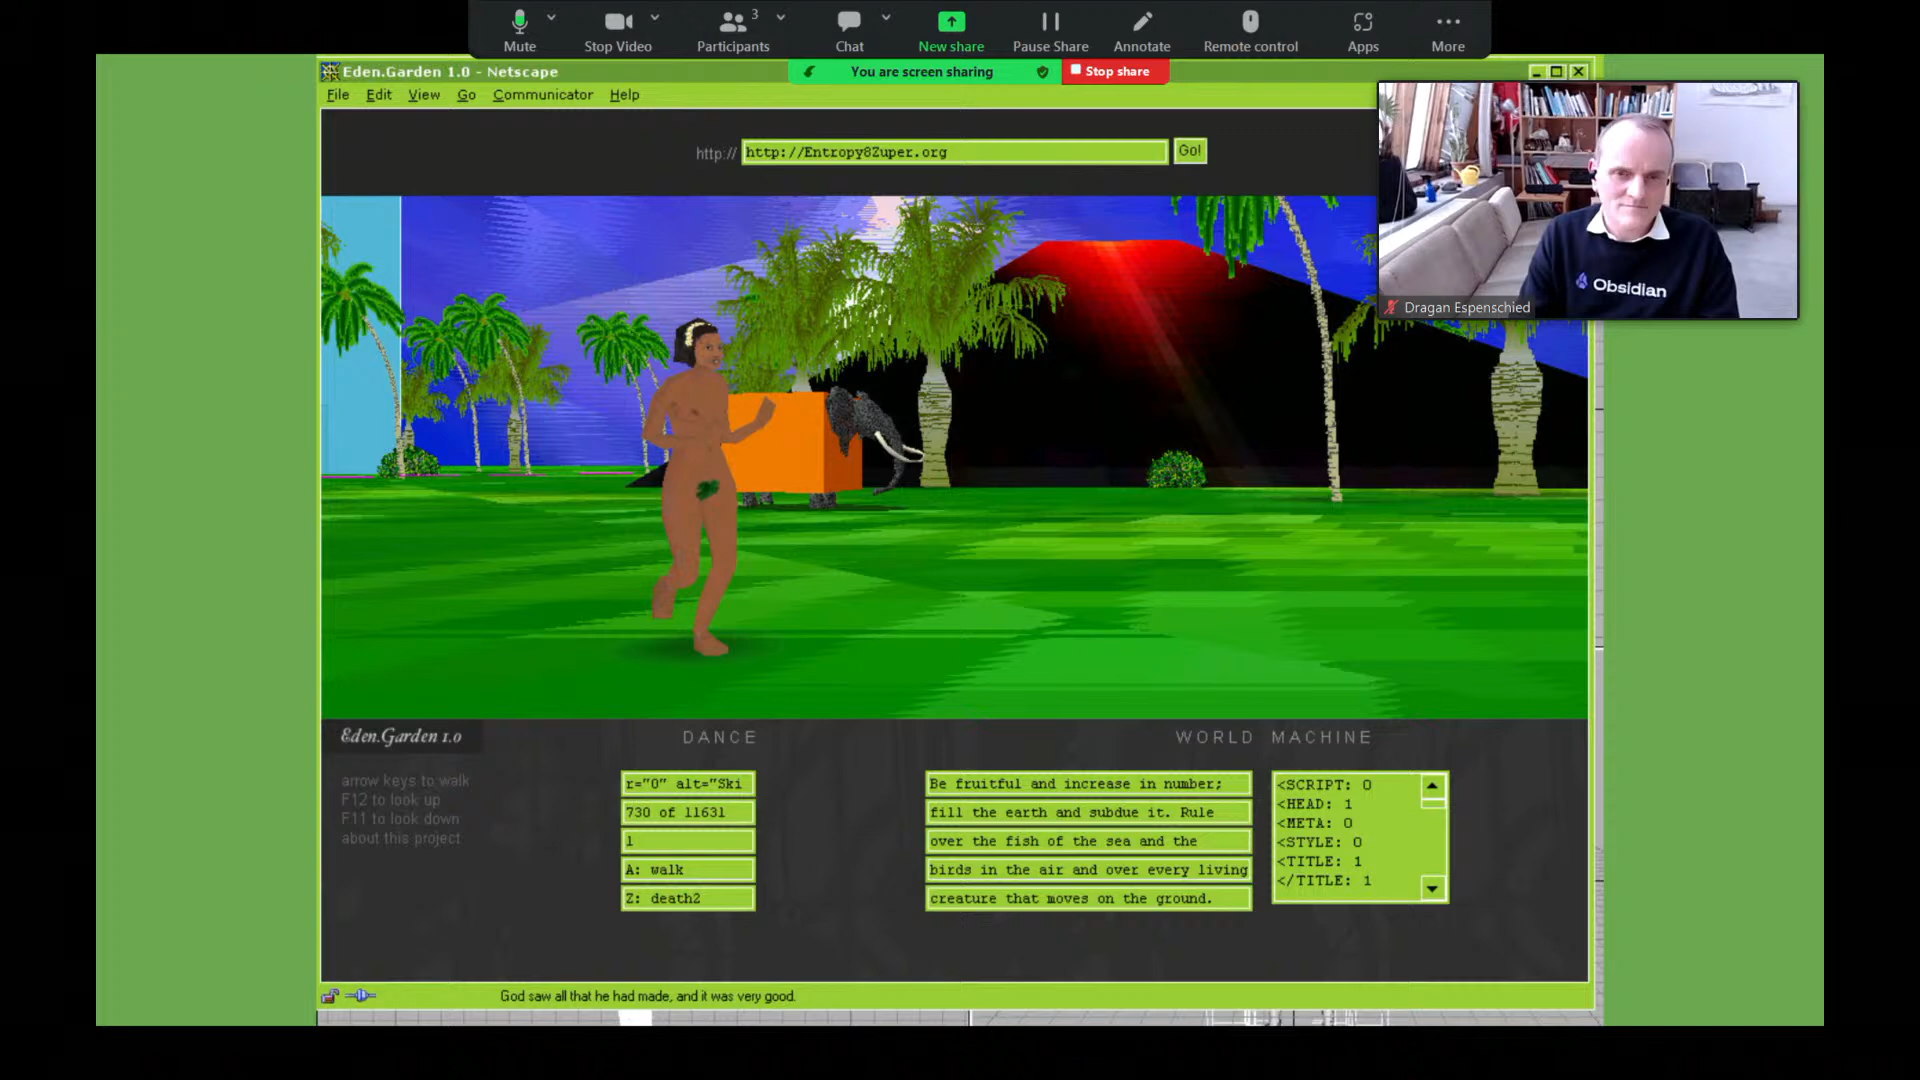 3
Mute
Stop Video
Participants
Chat
New share
Pause Share
Annotate
Remote control
Apps
More
You are screen sharing
Stop share
Eden.Garden 1.0 - Netscape
File Edit View Go Communicator Help
http:// http://Entropy8Zuper.org Go!
Obsidian
Dragan Espenschied
Eden.Garden 1.0
arrow keys to walk
F12 to look up
F11 to look down
about this project
DANCE
r="0" alt="Ski
730 of 11631
1
A: walk
Z: death2
WORLD MACHINE
Be fruitful and increase in number;
fill the earth and subdue it. Rule
over the fish of the sea and the
birds in the air and over every living
creature that moves on the ground.
<SCRIPT: 0
<HEAD: 1
<META: 0
<STYLE: 0
<TITLE: 1
</TITLE: 1
God saw all that he had made, and it was very good.